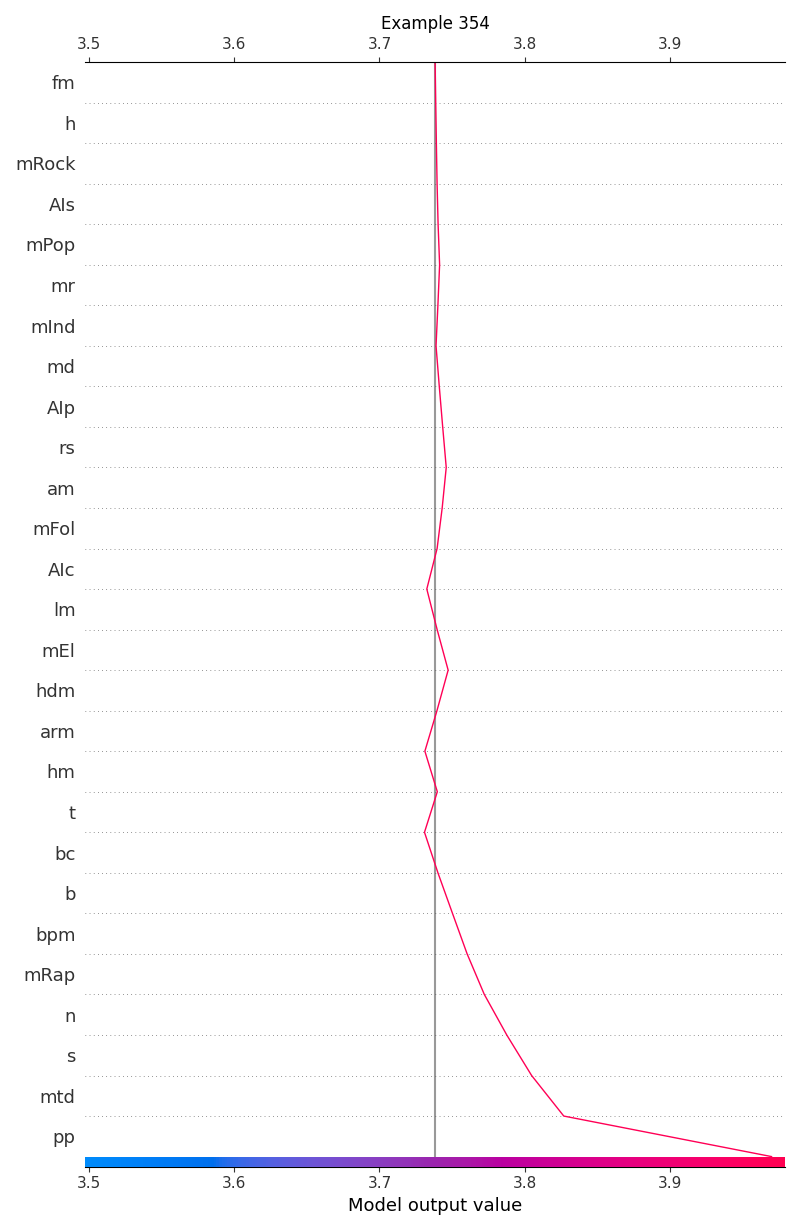 Example 354
3.5 3.6 3.7 3.8 3.9
fm
h
mRock
AIs
mPop
mr
mInd
md
AIp
rs
am
mFol
AIc
lm
mEl
hdm
arm
hm
t
bc
b
bpm
mRap
n
s
mtd
pp
3.5 3.6 3.7 3.8 3.9
Model output value